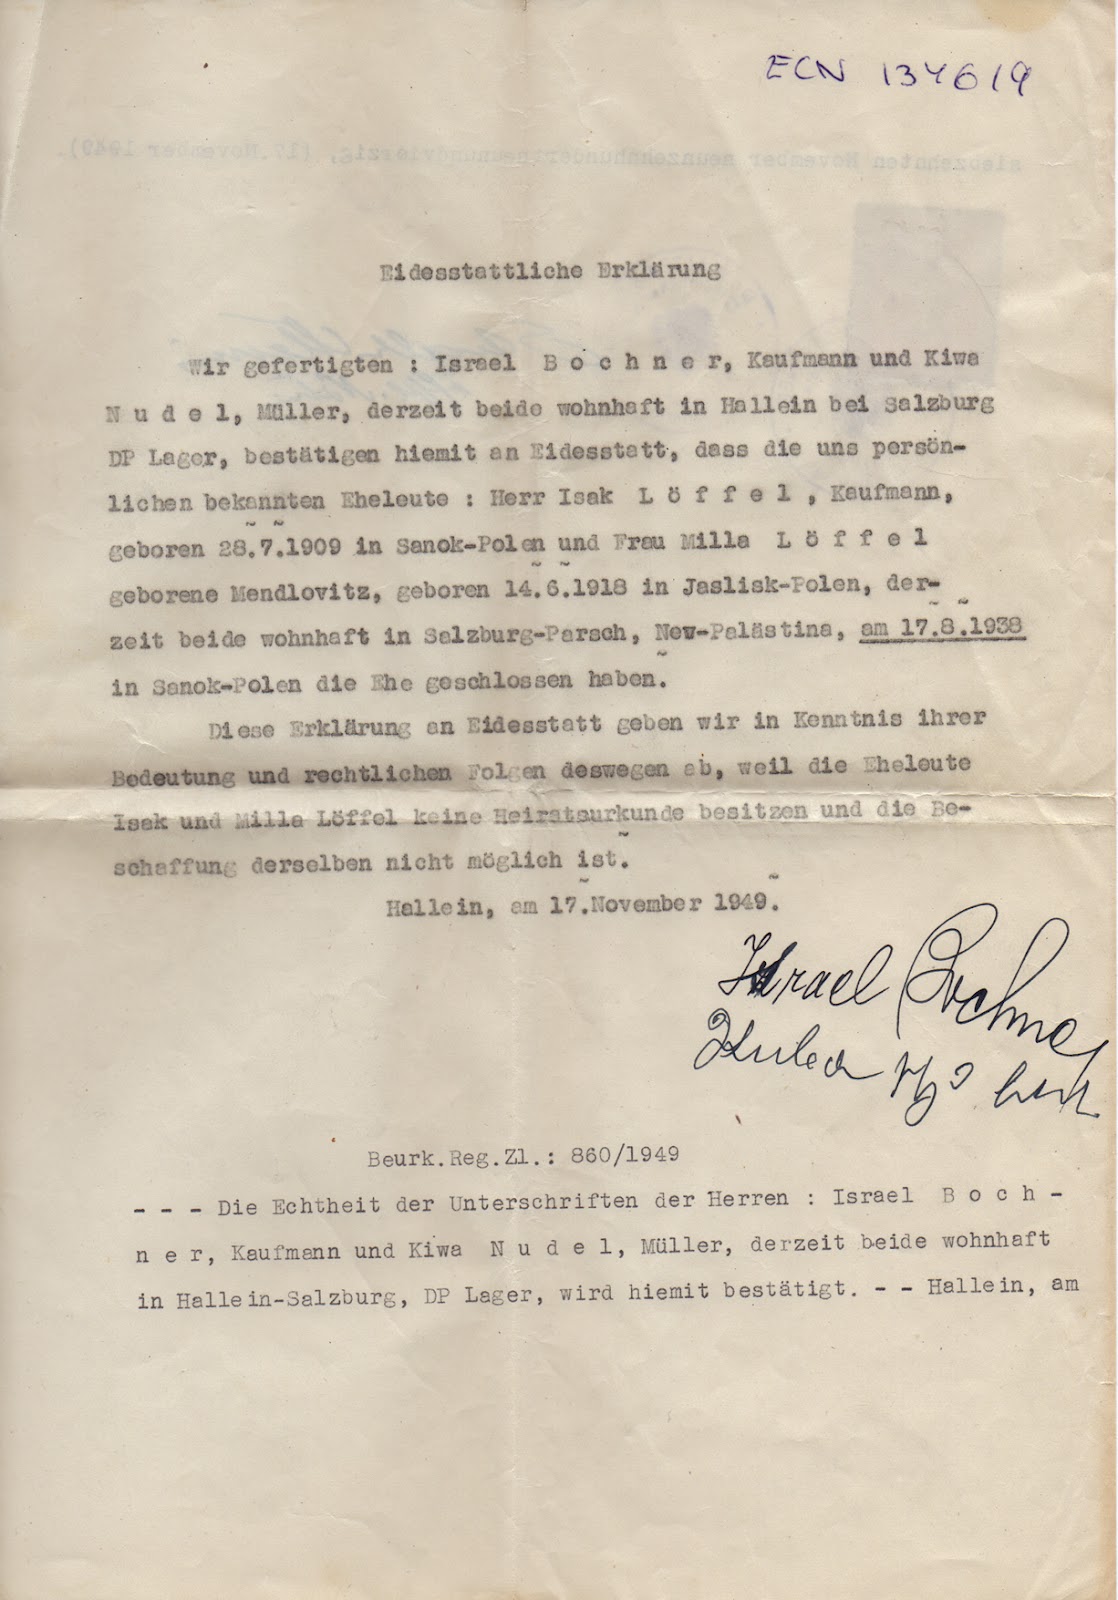 ECN 134619
siebzehnten November neunzehnhundertneunundvierzig, (17.November 1949).
Eidesstattliche Erklärung
Wir gefertigten : Israel B o c h n e r, Kaufmann und Kiwa
N u d e l, Müller, derzeit beide wohnhaft in Hallein bei Salzburg
DP Lager, bestätigen hiemit an Eidesstatt, dass die uns persön-
lichen bekannten Eheleute : Herr Isak L ö f f e l , Kaufmann,
geboren 28.7.1909 in Sanok-Polen und Frau Milla L ö f f e l
geborene Mendlovitz, geboren 14.6.1918 in Jaslisk-Polen, der-
zeit beide wohnhaft in Salzburg-Parsch, New-Palästina, am 17.8.1938
in Sanok-Polen die Ehe geschlossen haben.
Diese Erklärung an Eidesstatt geben wir in Kenntnis ihrer
Bedeutung und rechtlichen Folgen deswegen ab, weil die Eheleute
Isak und Milla Löffel keine Heiratsurkunde besitzen und die Be-
schaffung derselben nicht möglich ist.
Hallein, am 17.November 1949.
Israel Bochner
Beurk.Reg.Zl.: 860/1949
- - - Die Echtheit der Unterschriften der Herren : Israel B o c h -
n e r, Kaufmann und Kiwa N u d e l, Müller, derzeit beide wohnhaft
in Hallein-Salzburg, DP Lager, wird hiemit bestätigt. - - Hallein, am